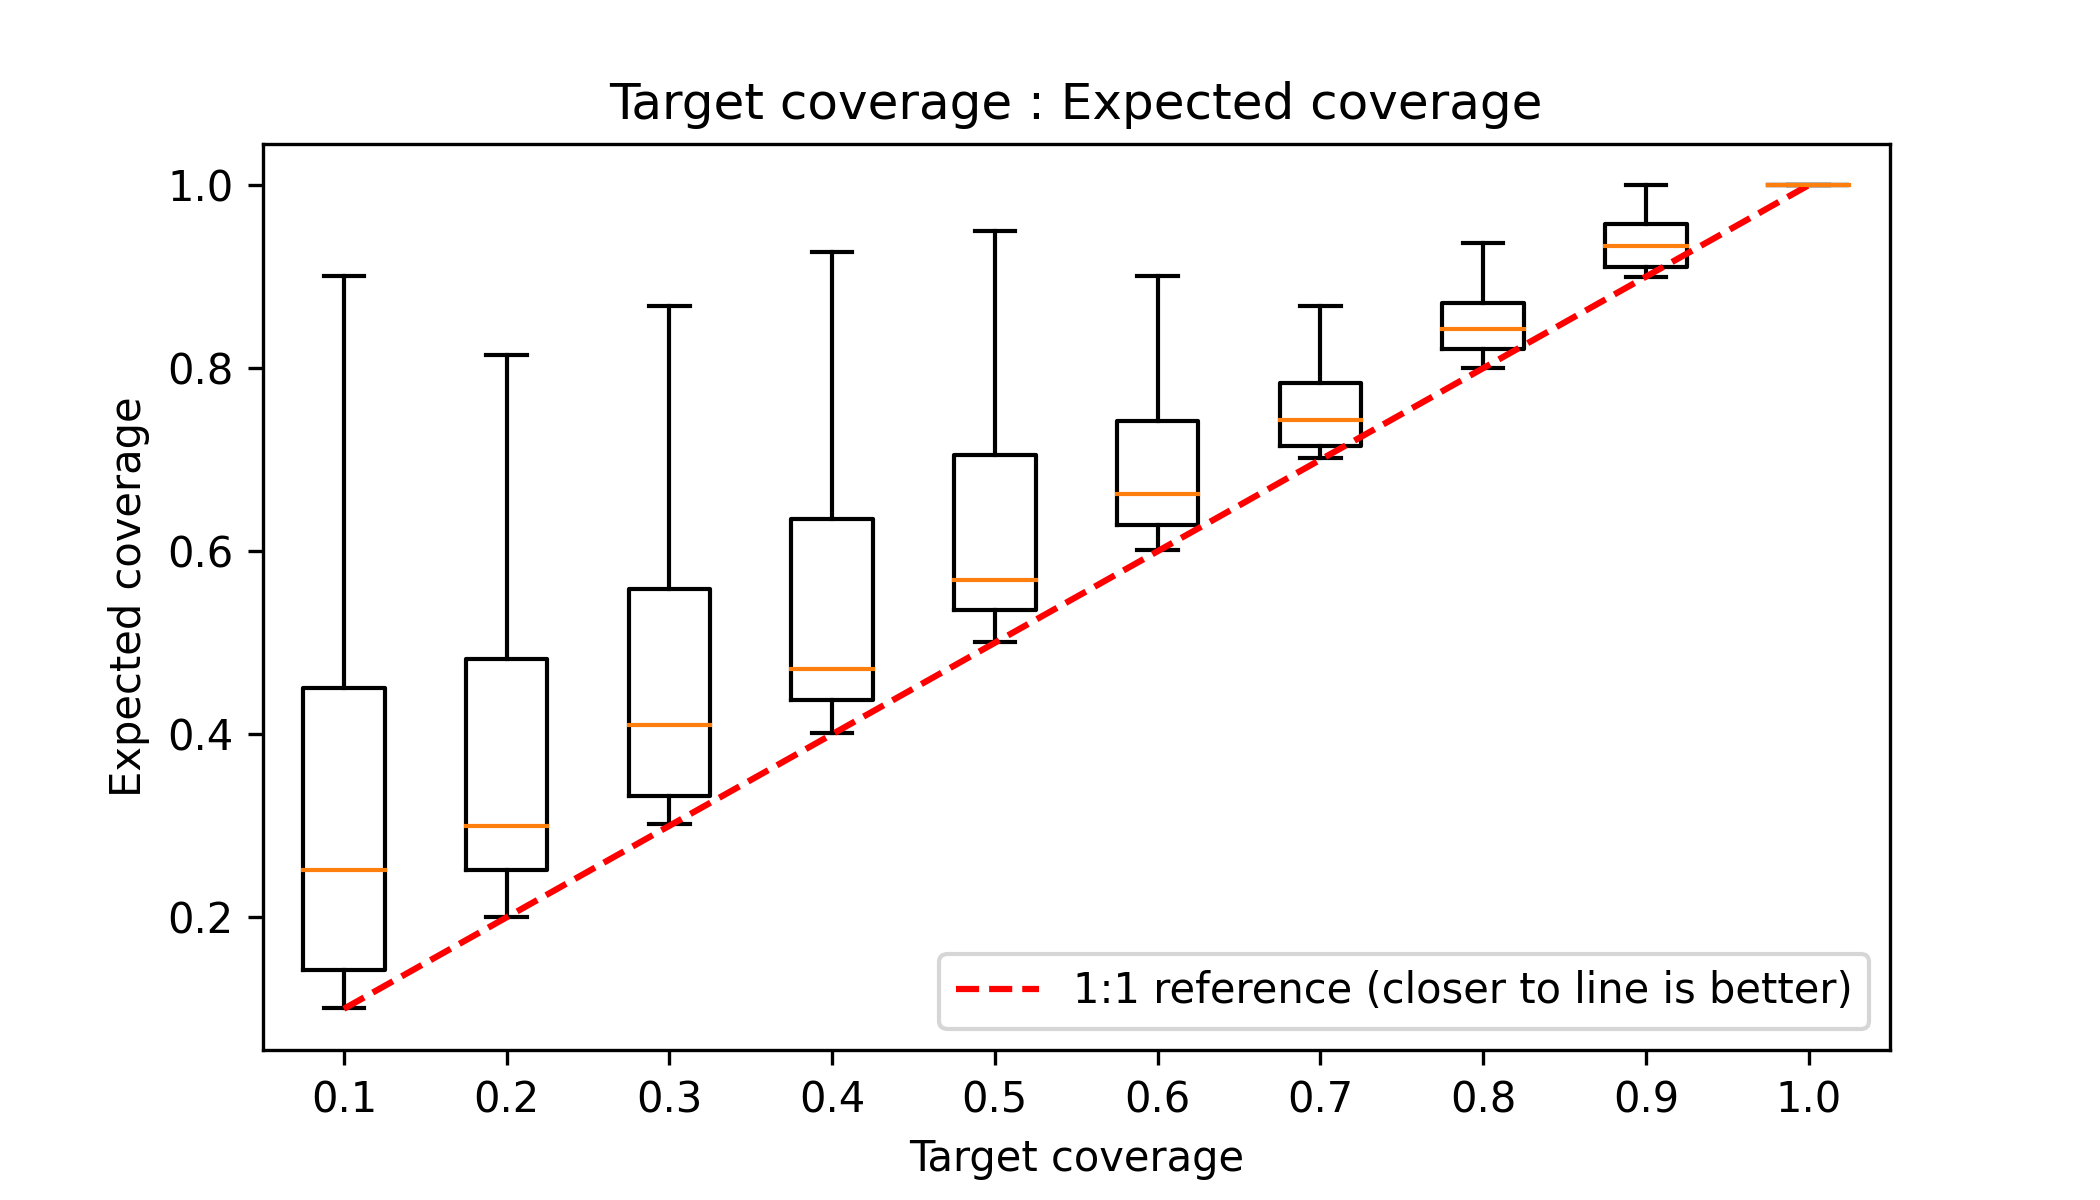 Target coverage : Expected coverage
Expected coverage
1.0
0.8
0.6
0.4
0.2
1:1 reference (closer to line is better)
0.1 0.2 0.3 0.4 0.5 0.6 0.7 0.8 0.9 1.0
Target coverage